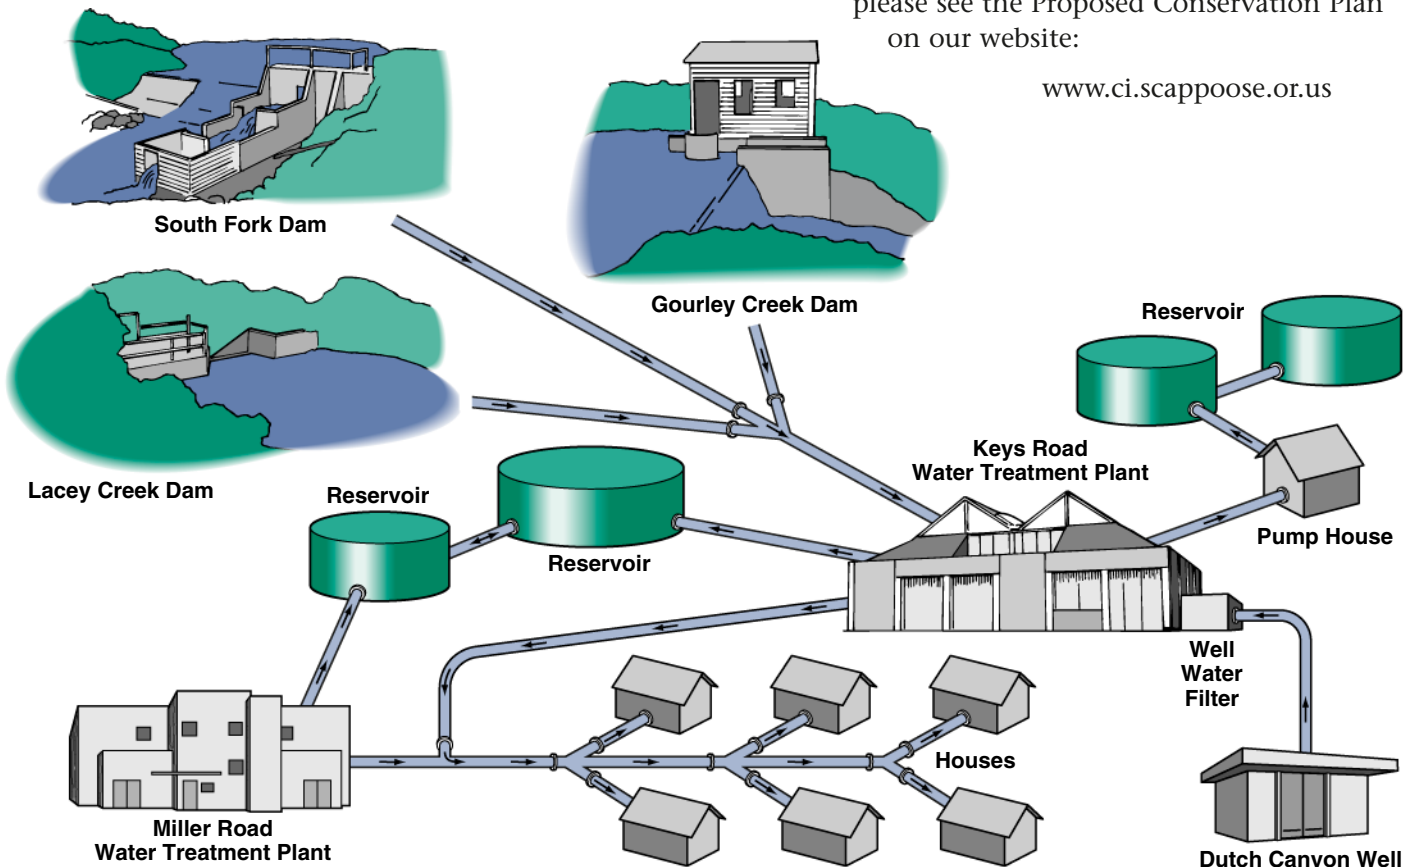 please see the Proposed Conservation Plan
on our website:
www.ci.scappoose.or.us
South Fork Dam
Gourley Creek Dam
Reservoir
Lacey Creek Dam
Reservoir
Reservoir
Keys Road
Water Treatment Plant
Pump House
Well
Water
Filter
Houses
Miller Road
Water Treatment Plant
Dutch Canyon Well